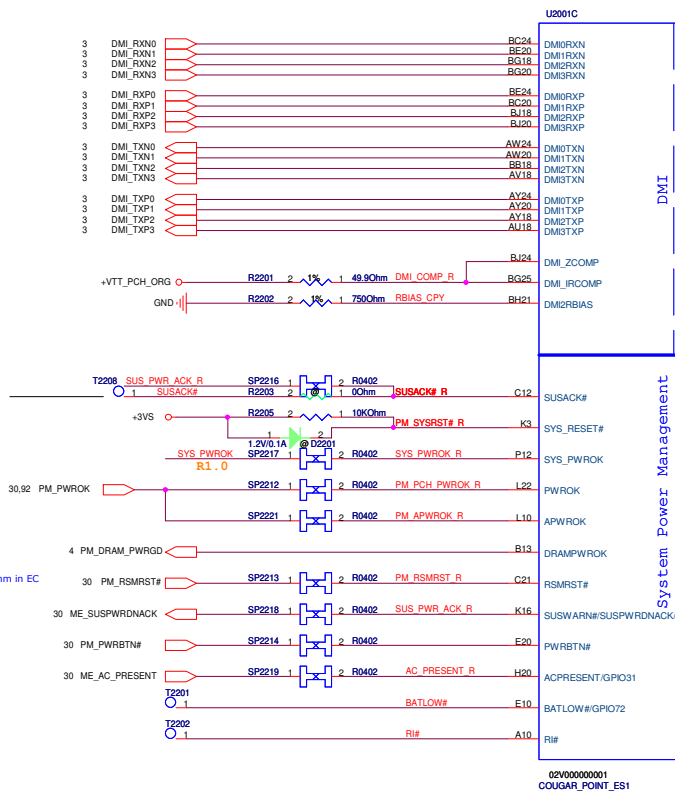 U2001C
3 DMI_RXN0 BC24 DMI0RXN
3 DMI_RXN1 BE20 DMI1RXN
3 DMI_RXN2 BG18 DMI2RXN
3 DMI_RXN3 BG20 DMI3RXN
3 DMI_RXP0 BE24 DMI0RXP
3 DMI_RXP1 BC20 DMI1RXP
3 DMI_RXP2 BJ18 DMI2RXP
3 DMI_RXP3 BJ20 DMI3RXP
3 DMI_TXN0 AW24 DMI0TXN
3 DMI_TXN1 AW20 DMI1TXN
3 DMI_TXN2 BB18 DMI2TXN
3 DMI_TXN3 AV18 DMI3TXN
3 DMI_TXP0 AY24 DMI0TXP
3 DMI_TXP1 AY20 DMI1TXP
3 DMI_TXP2 AY18 DMI2TXP
3 DMI_TXP3 AU18 DMI3TXP
DMI
BJ24 DMI_ZCOMP
+VTT_PCH_ORG R2201 2 1% 1 49.9Ohm DMI_COMP_R BG25 DMI_IRCOMP
GND R2202 2 1% 1 750Ohm RBIAS_CPY BH21 DMI2RBIAS
T2208 SUS_PWR_ACK_R SP2216 1 2 R0402
1 SUSACK# R2203 2 @ 1 0Ohm SUSACK#_R C12 SUSACK#
+3VS R2205 2 1 10KOhm
1 2 PM_SYSRST#_R K3 SYS_RESET#
1.2V/0.1A @ D2201
SYS_PWROK SP2217 1 2 R0402 SYS_PWROK_R P12 SYS_PWROK
R1.0
30,92 PM_PWROK SP2212 1 2 R0402 PM_PCH_PWROK_R L22 PWROK
SP2221 1 2 R0402 PM_APWROK_R L10 APWROK
4 PM_DRAM_PWRGD B13 DRAMPWROK
hm in EC
30 PM_RSMRST# SP2213 1 2 R0402 PM_RSMRST_R C21 RSMRST#
30 ME_SUSPWRDNACK SP2218 1 2 R0402 SUS_PWR_ACK_R K16 SUSWARN#/SUSPWRDNACK/
30 PM_PWRBTN# SP2214 1 2 R0402 E20 PWRBTN#
30 ME_AC_PRESENT SP2219 1 2 R0402 AC_PRESENT_R H20 ACPRESENT/GPIO31
T2201 1 BATLOW# E10 BATLOW#/GPIO72
T2202 1 RI# A10 RI#
System Power Management
02V000000001
COUGAR_POINT_ES1